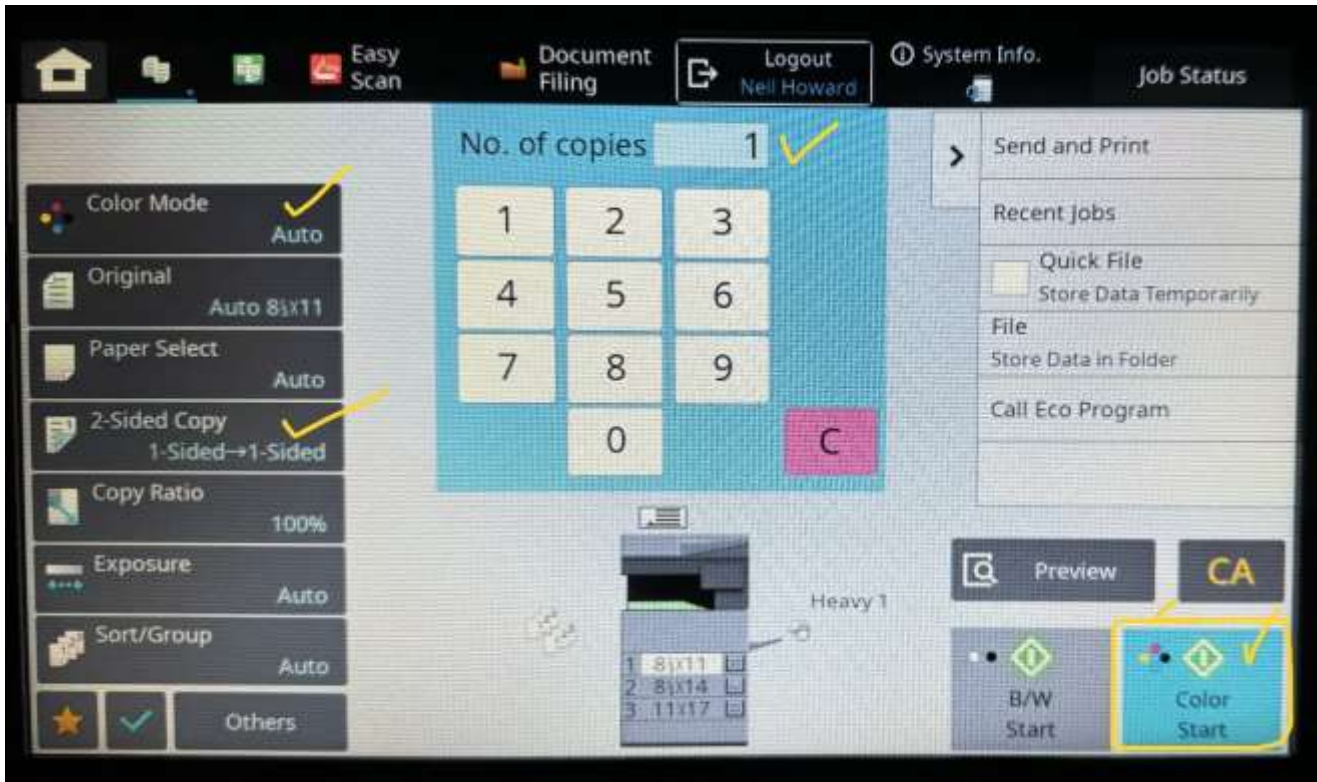 Easy
Scan
Document
Filing
Logout
Neil Howard
System Info.
Job Status
No. of copies 1
1 2 3
4 5 6
7 8 9
0 C
Color Mode
Auto
Original
Auto 8½X11
Paper Select
Auto
2-Sided Copy
1-Sided→1-Sided
Copy Ratio
100%
Exposure
Auto
Sort/Group
Auto
Others
Send and Print
Recent Jobs
Quick File
Store Data Temporarily
File
Store Data in Folder
Call Eco Program
Heavy 1
1 8½X11
2 8½X14
3 11X17
Preview
CA
B/W
Start
Color
Start